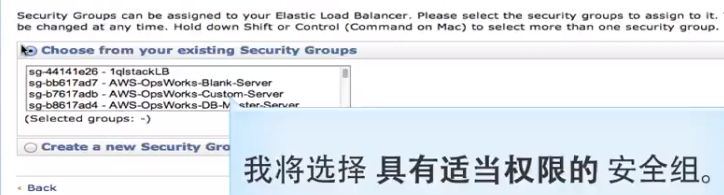 Security Groups can be assigned to your Elastic Load Balancer. Please select the security groups to assign to it.
be changed at any time. Hold down Shift or Control (Command on Mac) to select more than one security group.
Choose from your existing Security Groups
sg-44141e26 - 1qlstackLB
sg-bb617ad7 - AWS-OpsWorks-Blank-Server
sg-b7617adb - AWS-OpsWorks-Custom-Server
sg-b8617ad4 - AWS-OpsWorks-DB-Master-Server
(Selected groups: -)
Create a new Security Gro
我将选择 具有适当权限的 安全组。
Back